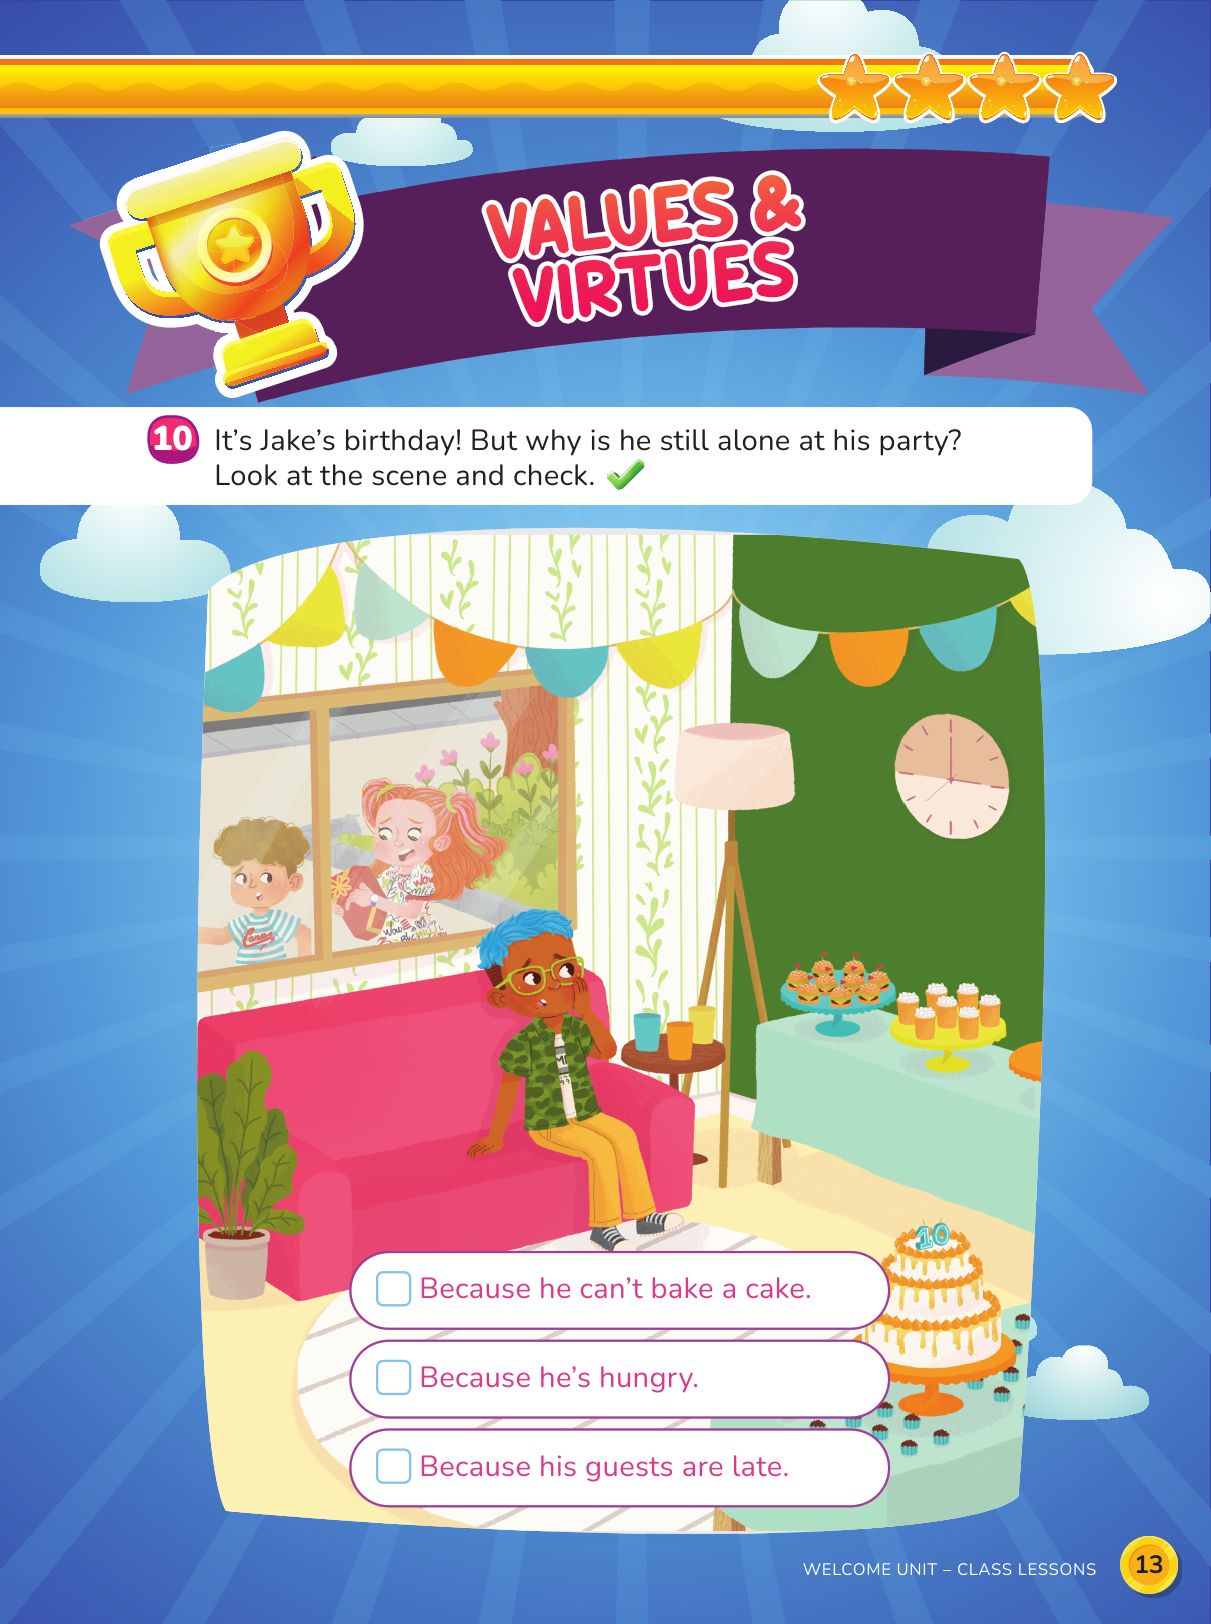 VALUES &
VIRTUES
10 It’s Jake’s birthday! But why is he still alone at his party?
Look at the scene and check.
10
Because he can’t bake a cake.
Because he’s hungry.
Because his guests are late.
WELCOME UNIT – CLASS LESSONS 13